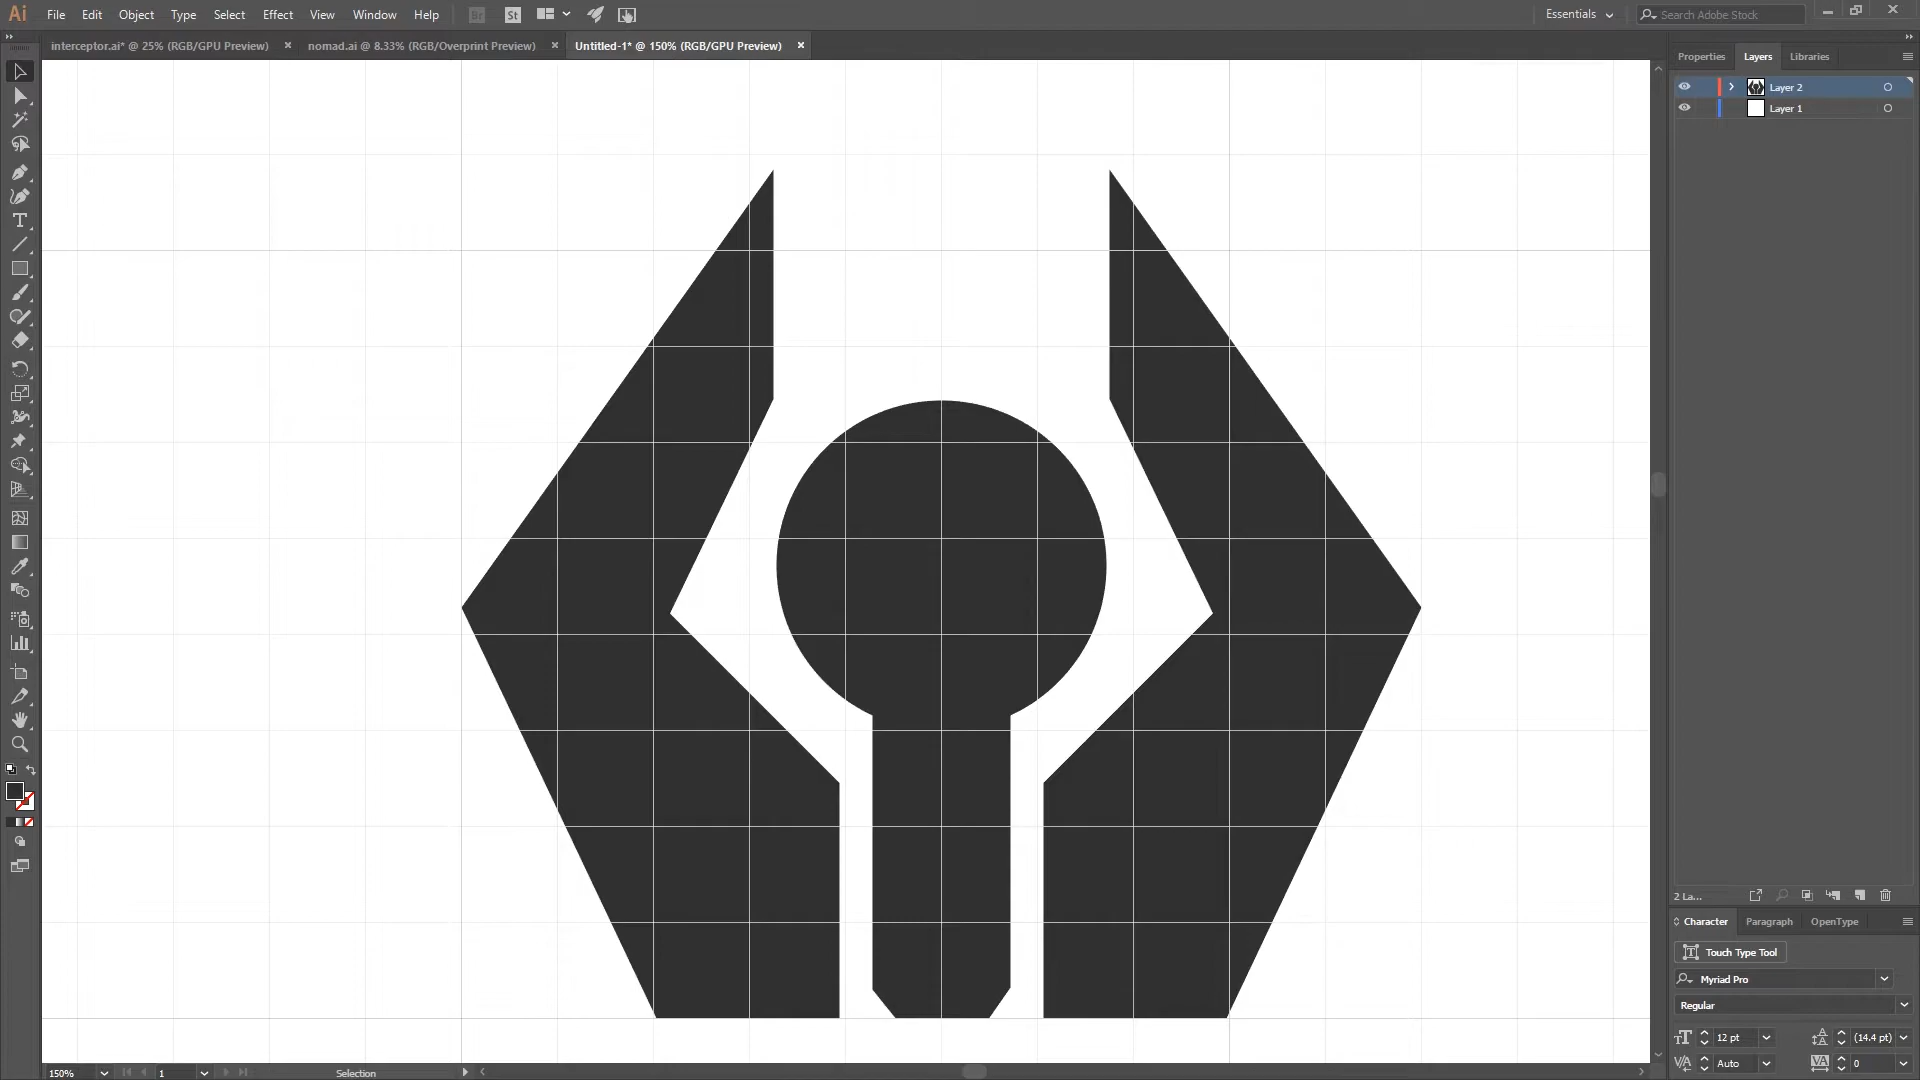 Ai File Edit Object Type Select Effect View Window Help Br St Essentials Search Adobe Stock
interceptor.ai* @ 25% (RGB/GPU Preview) nomad.ai @ 8.33% (RGB/Overprint Preview) Untitled-1* @ 150% (RGB/GPU Preview)
Properties Layers Libraries
Layer 2
Layer 1
2 La...
Character Paragraph OpenType
Touch Type Tool
Myriad Pro
Regular
12 pt (14.4 pt)
Auto 0
150% 1 Selection